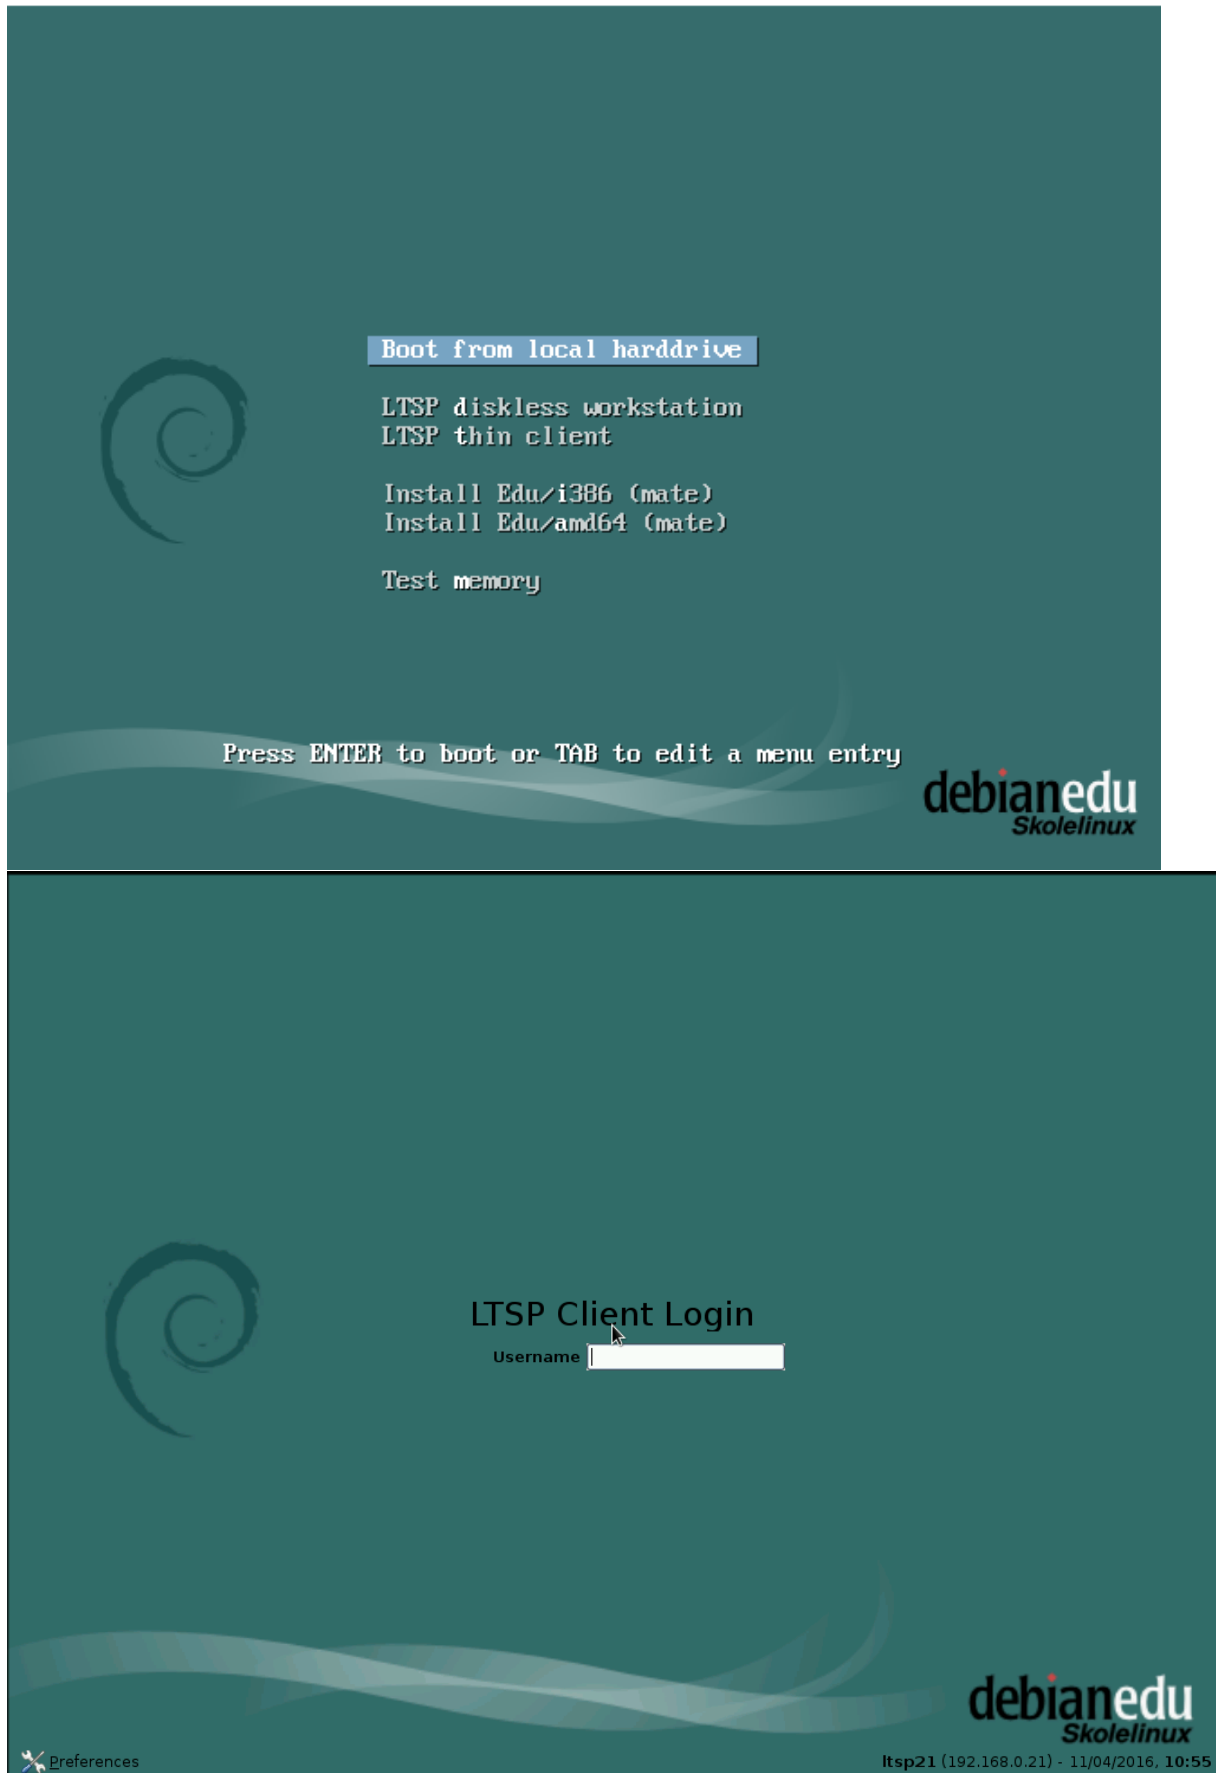 Boot from local harddrive
LTSP diskless workstation
LTSP thin client
Install Edu/i386 (mate)
Install Edu/amd64 (mate)
Test memory
Press ENTER to boot or TAB to edit a menu entry
debianedu
Skolelinux
LTSP Client Login
Username
debianedu
Skolelinux
Preferences
ltsp21 (192.168.0.21) - 11/04/2016, 10:55